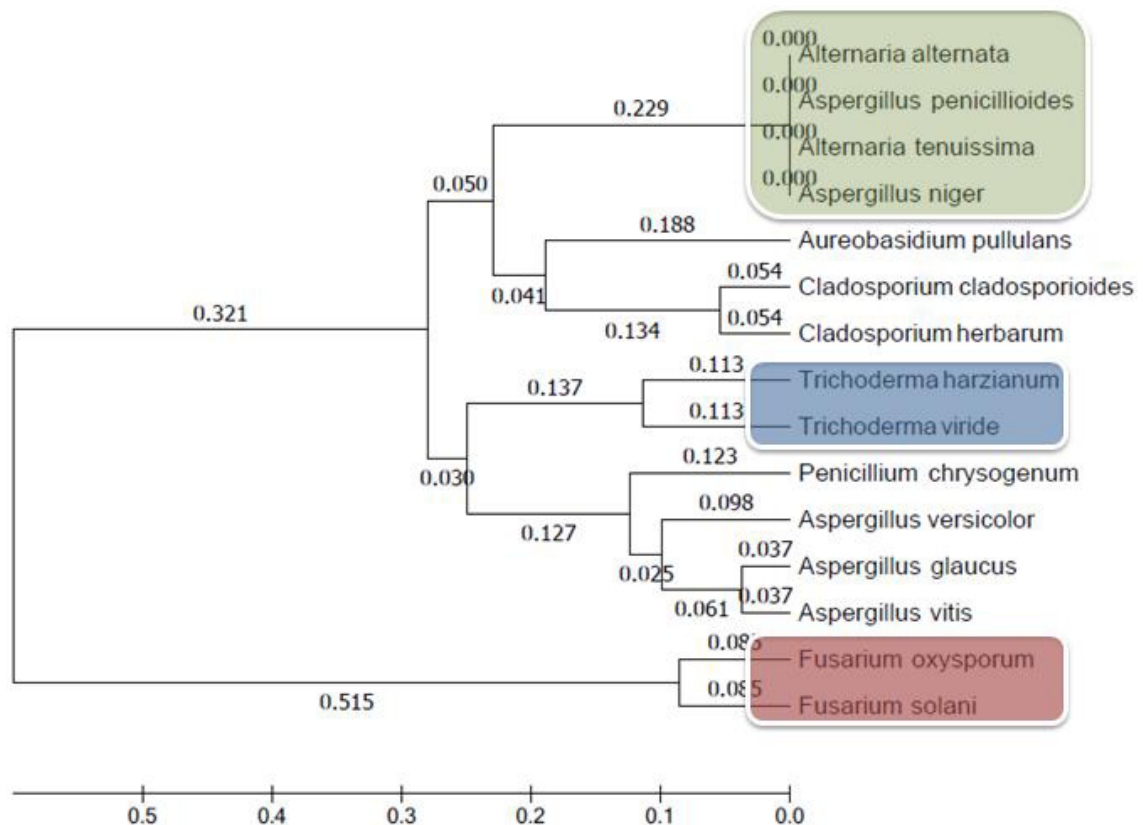 0.000
Alternaria alternata
0.000
Aspergillus penicillioides
0.229
0.000
Alternaria tenuissima
0.000
0.050
Aspergillus niger
0.188
Aureobasidium pullulans
0.054
0.041
Cladosporium cladosporioides
0.321
0.134
0.054
Cladosporium herbarum
0.113
0.137
Trichoderma harzianum
0.113
Trichoderma viride
0.030
0.123
Penicillium chrysogenum
0.098
0.127
Aspergillus versicolor
0.037
0.025
Aspergillus glaucus
0.061
0.037
Aspergillus vitis
0.085
Fusarium oxysporum
0.515
0.085
Fusarium solani
0.5 0.4 0.3 0.2 0.1 0.0